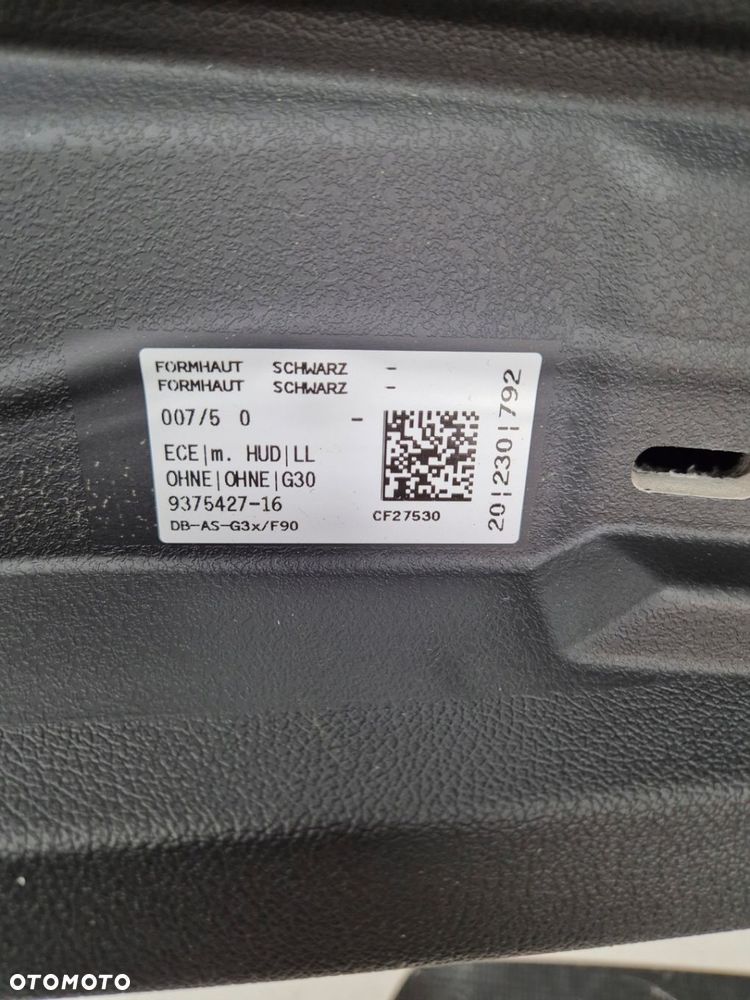 FORMHAUT SCHWARZ -
FORMHAUT SCHWARZ -
007/5 0 -
ECE|m. HUD|LL
OHNE|OHNE|G30
9375427-16
DB-AS-G3x/F90
CF27530
20|230|792
OTOMOTO